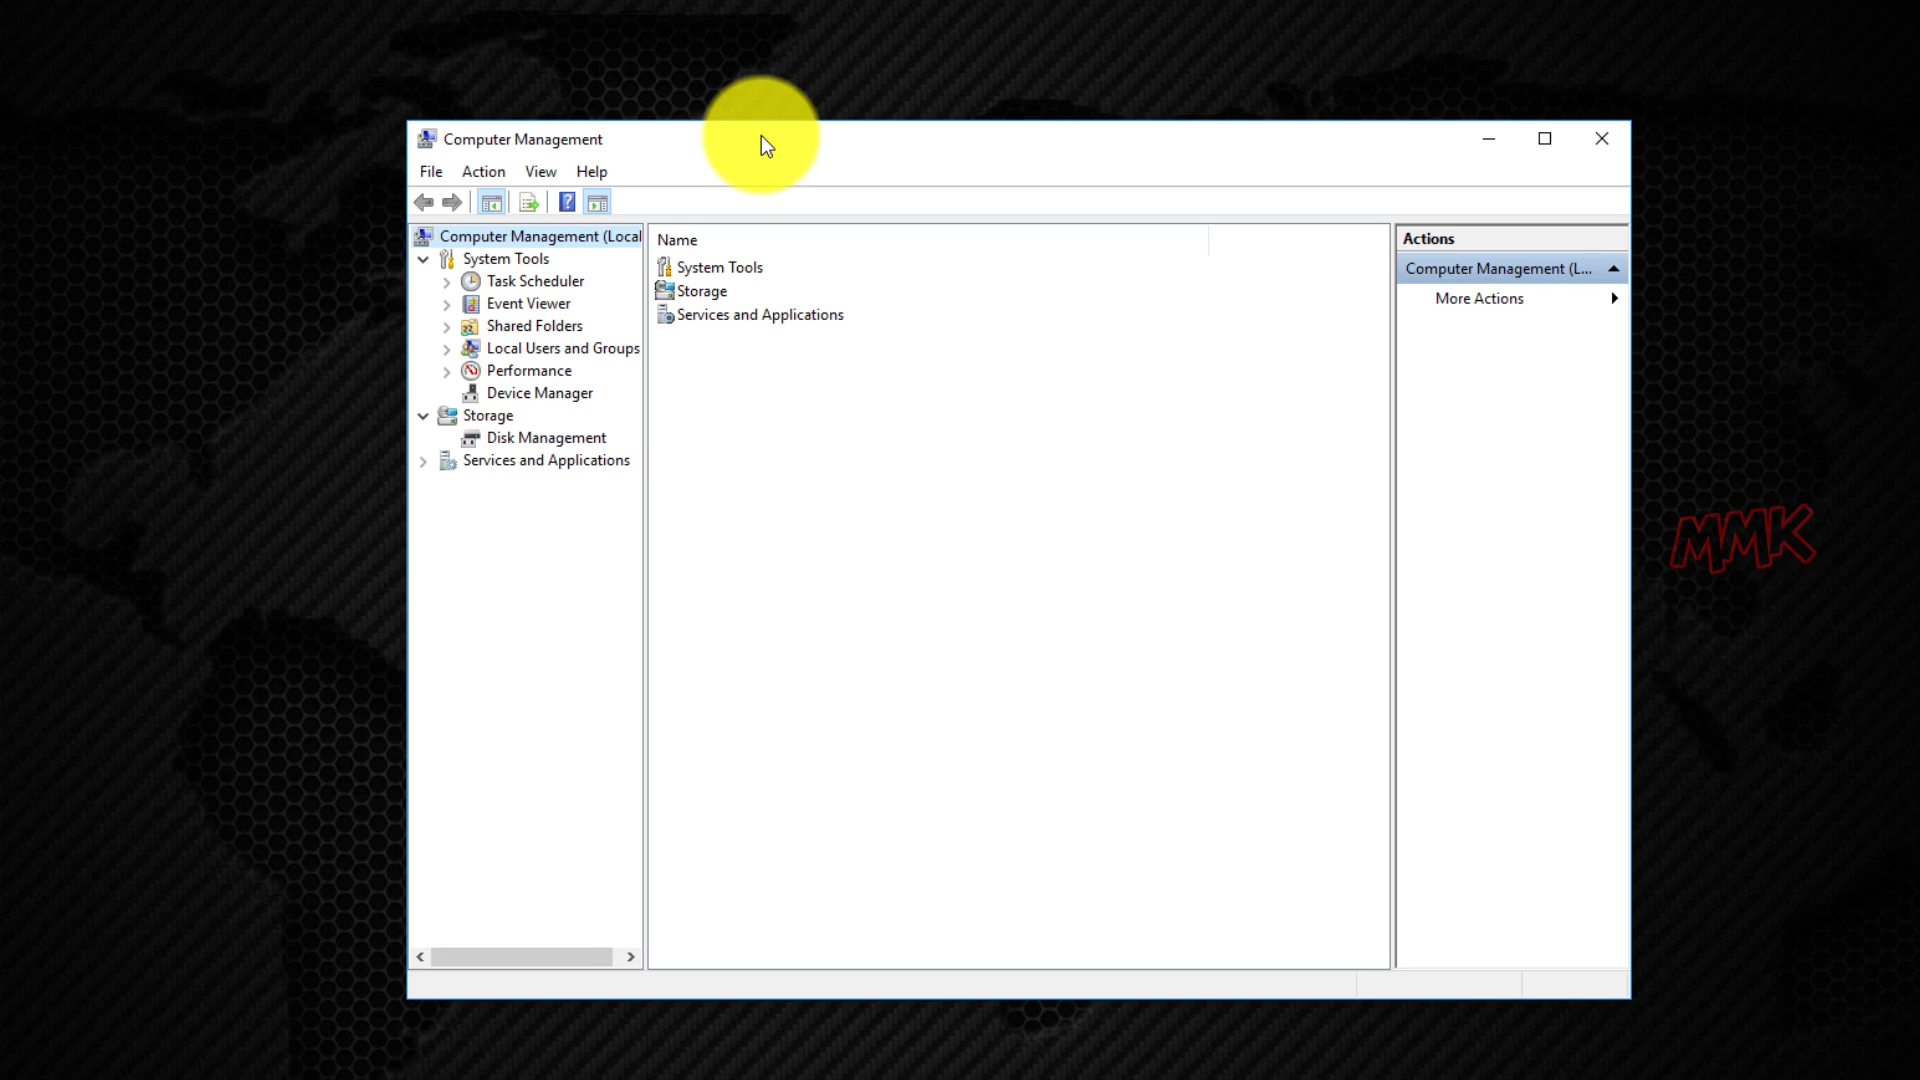 Computer Management
File Action View Help
Computer Management (Local
System Tools
Task Scheduler
Event Viewer
Shared Folders
Local Users and Groups
Performance
Device Manager
Storage
Disk Management
Services and Applications
Name
System Tools
Storage
Services and Applications
Actions
Computer Management (L...
More Actions
MMK